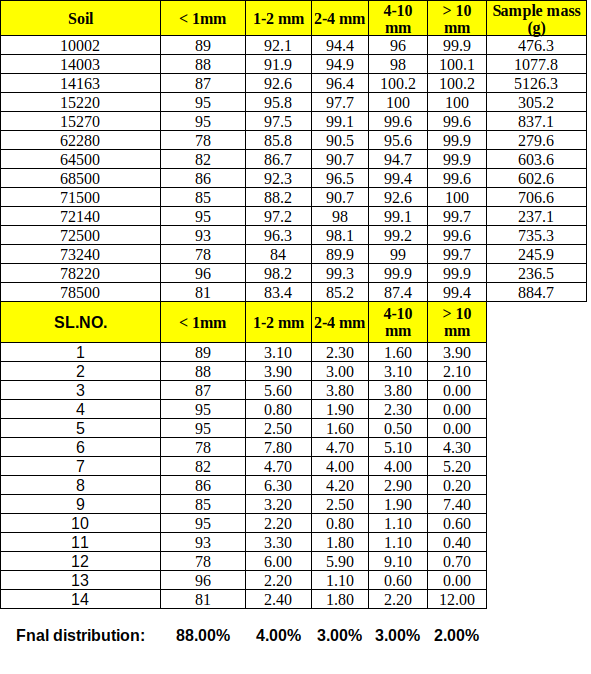 Soil < 1mm 1-2 mm 2-4 mm 4-10 mm > 10 mm Sample mass (g)
10002 89 92.1 94.4 96 99.9 476.3
14003 88 91.9 94.9 98 100.1 1077.8
14163 87 92.6 96.4 100.2 100.2 5126.3
15220 95 95.8 97.7 100 100 305.2
15270 95 97.5 99.1 99.6 99.6 837.1
62280 78 85.8 90.5 95.6 99.9 279.6
64500 82 86.7 90.7 94.7 99.9 603.6
68500 86 92.3 96.5 99.4 99.6 602.6
71500 85 88.2 90.7 92.6 100 706.6
72140 95 97.2 98 99.1 99.7 237.1
72500 93 96.3 98.1 99.2 99.6 735.3
73240 78 84 89.9 99 99.7 245.9
78220 96 98.2 99.3 99.9 99.9 236.5
78500 81 83.4 85.2 87.4 99.4 884.7
SL.NO. < 1mm 1-2 mm 2-4 mm 4-10 mm > 10 mm
1 89 3.10 2.30 1.60 3.90
2 88 3.90 3.00 3.10 2.10
3 87 5.60 3.80 3.80 0.00
4 95 0.80 1.90 2.30 0.00
5 95 2.50 1.60 0.50 0.00
6 78 7.80 4.70 5.10 4.30
7 82 4.70 4.00 4.00 5.20
8 86 6.30 4.20 2.90 0.20
9 85 3.20 2.50 1.90 7.40
10 95 2.20 0.80 1.10 0.60
11 93 3.30 1.80 1.10 0.40
12 78 6.00 5.90 9.10 0.70
13 96 2.20 1.10 0.60 0.00
14 81 2.40 1.80 2.20 12.00
Fnal distribution: 88.00% 4.00% 3.00% 3.00% 2.00%